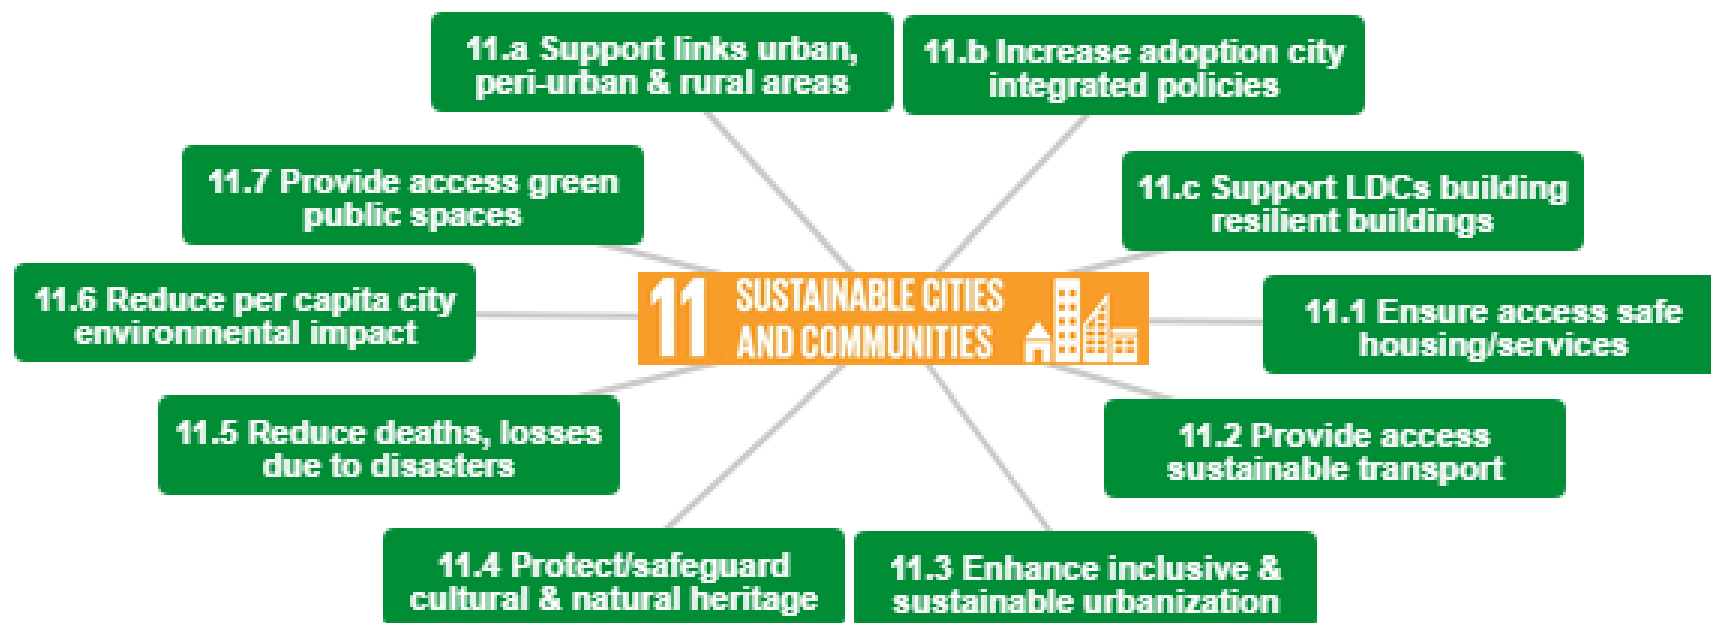 11.a Support links urban,
peri-urban & rural areas
11.b Increase adoption city
integrated policies
11.7 Provide access green
public spaces
11.c Support LDCs building
resilient buildings
11.6 Reduce per capita city
environmental impact
11 SUSTAINABLE CITIES
AND COMMUNITIES
11.1 Ensure access safe
housing/services
11.5 Reduce deaths, losses
due to disasters
11.2 Provide access
sustainable transport
11.4 Protect/safeguard
cultural & natural heritage
11.3 Enhance inclusive &
sustainable urbanization